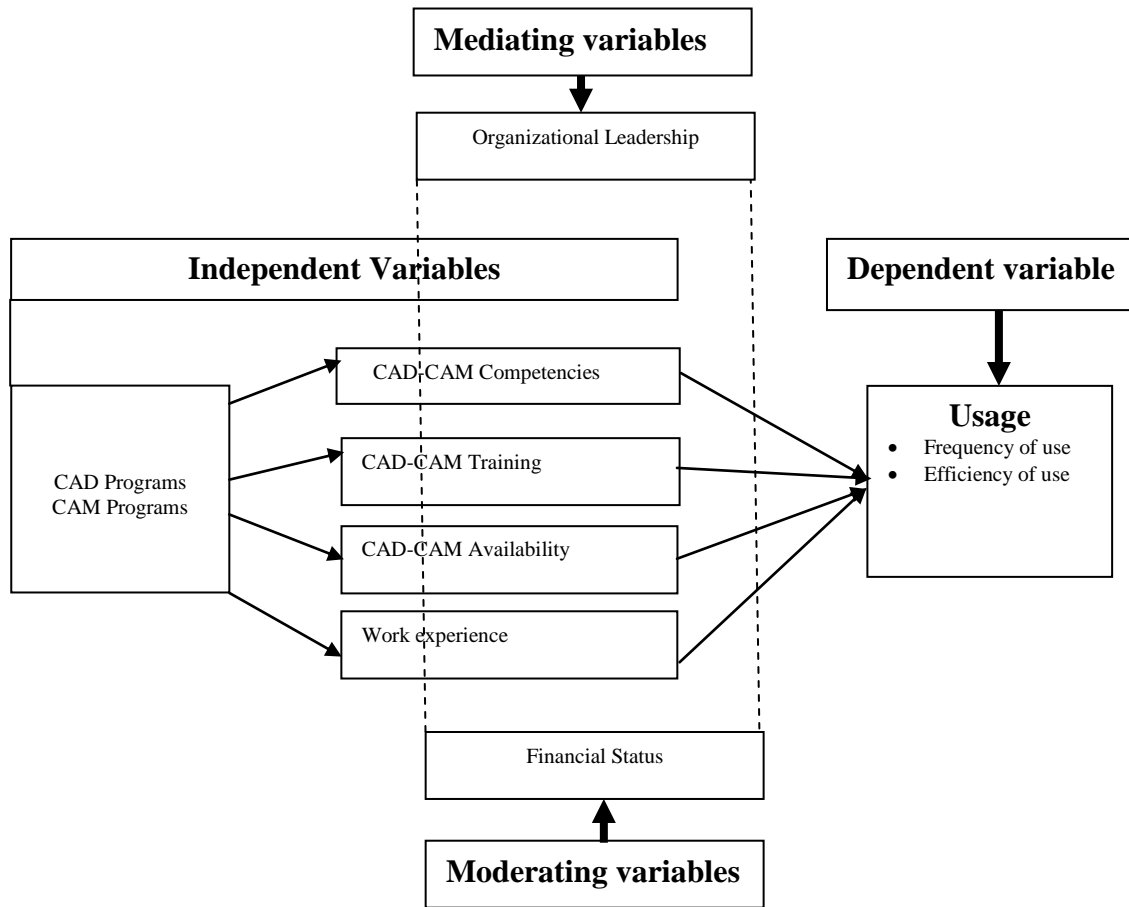 Mediating variables
Organizational Leadership
Independent Variables
Dependent variable
CAD-CAM Competencies
CAD-CAM Training
CAD Programs
CAM Programs
CAD-CAM Availability
Work experience
Usage
• Frequency of use
• Efficiency of use
Financial Status
Moderating variables